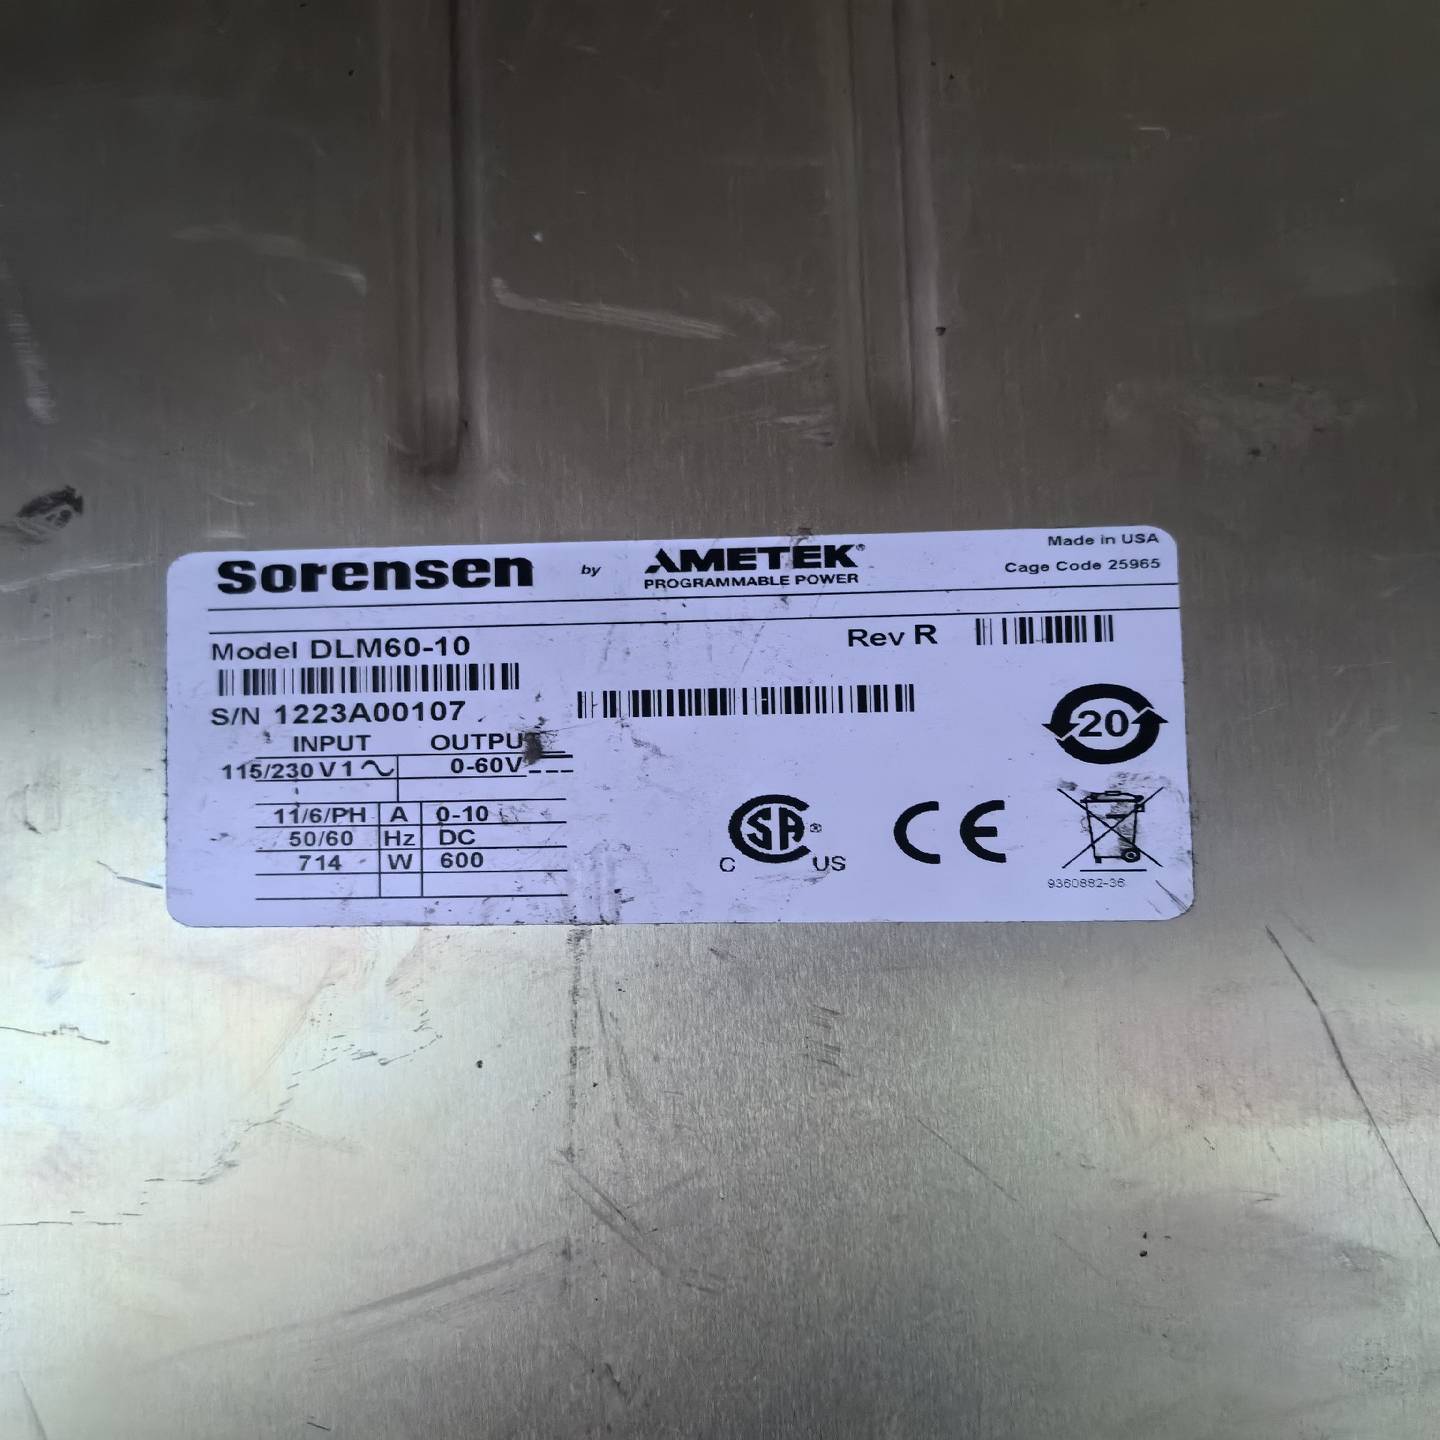 Sorensen by AMETEK®
PROGRAMMABLE POWER
Made in USA
Cage Code 25965
Model DLM60-10
Rev R
S/N 1223A00107
INPUT OUTPU
115/230 V 1 0-60V
11/6/PH A 0-10
50/60 Hz DC
714 W 600
20
CSA®
C US
CE
9360882-36